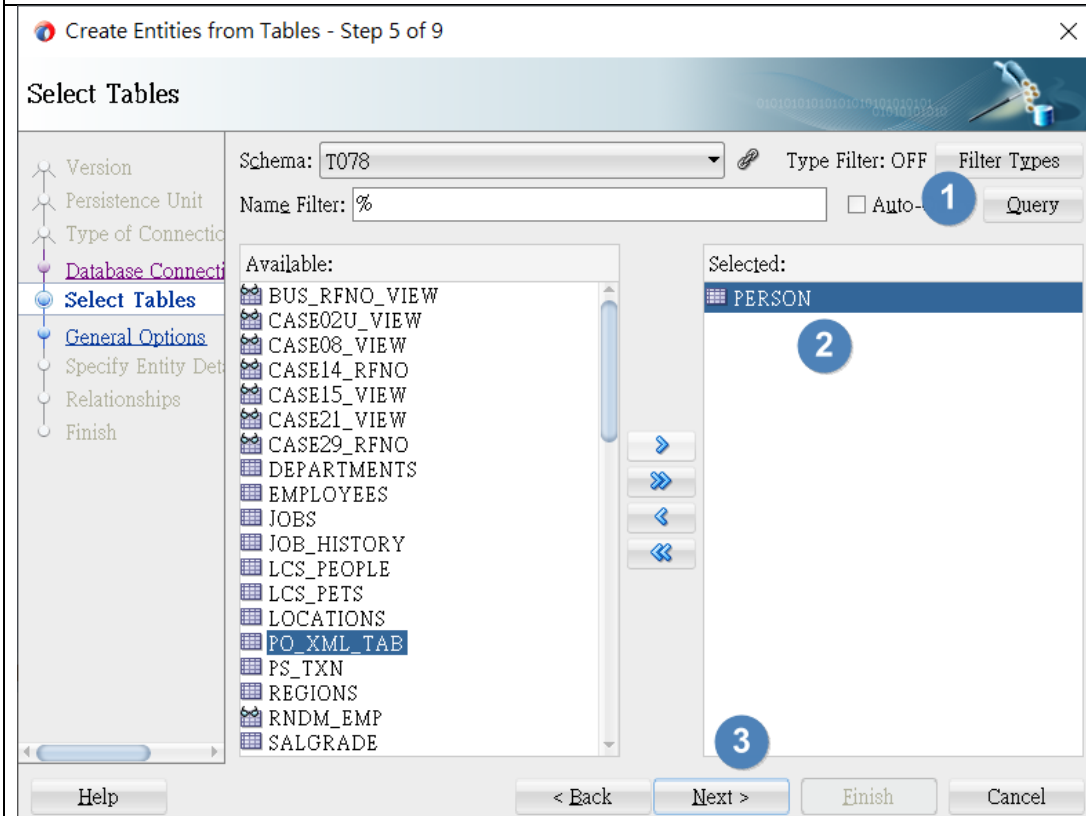 Create Entities from Tables - Step 5 of 9
Select Tables
Version
Persistence Unit
Type of Connectio
Database Connecti
Select Tables
General Options
Specify Entity Det
Relationships
Finish
Schema: T078
Type Filter: OFF
Filter Types
Name Filter: %
Auto-
1
Query
Available:
BUS_RFNO_VIEW
CASE02U_VIEW
CASE08_VIEW
CASE14_RFNO
CASE15_VIEW
CASE21_VIEW
CASE29_RFNO
DEPARTMENTS
EMPLOYEES
JOBS
JOB_HISTORY
LCS_PEOPLE
LCS_PETS
LOCATIONS
PO_XML_TAB
PS_TXN
REGIONS
RNDM_EMP
SALGRADE
Selected:
PERSON
2
3
Help
< Back
Next >
Finish
Cancel